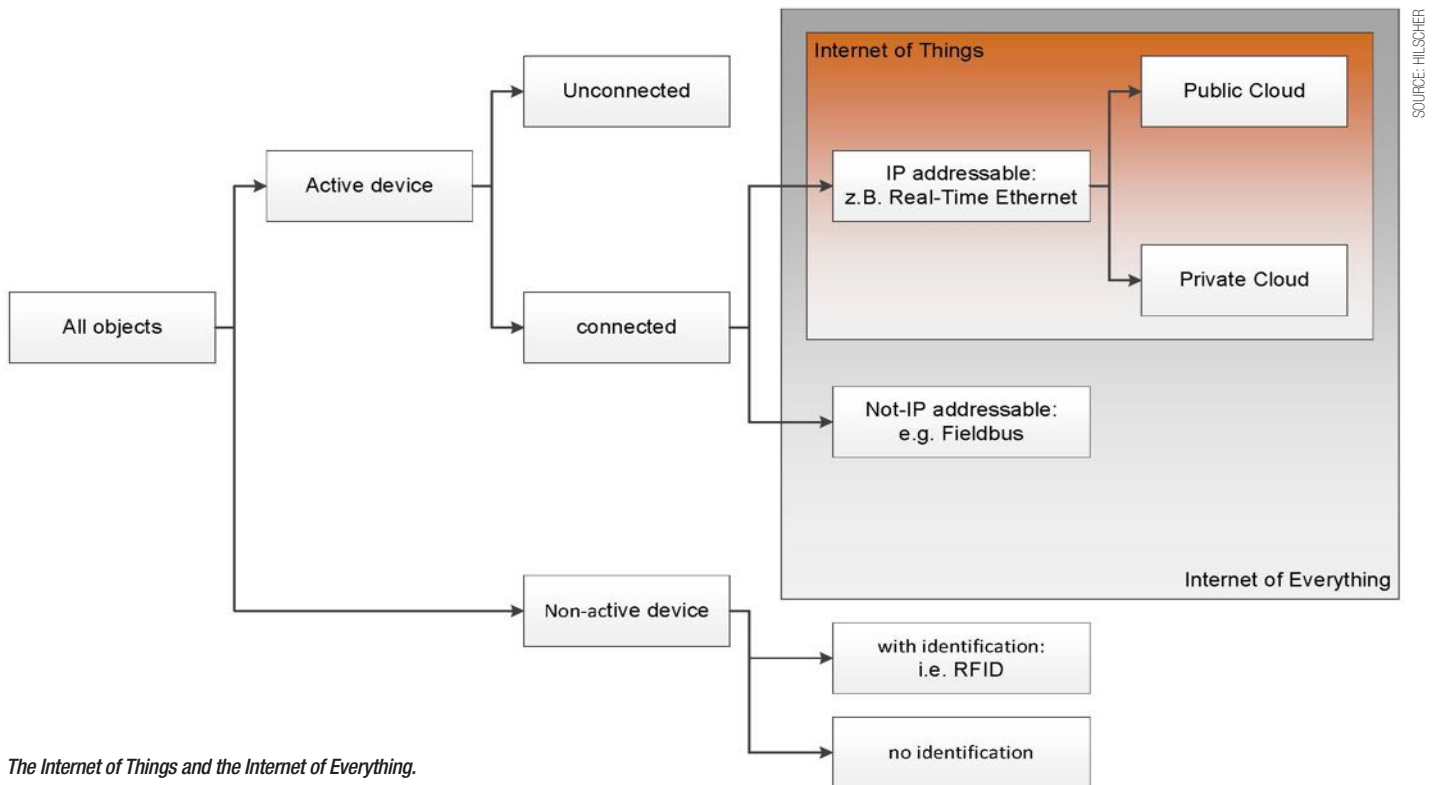 SOURCE: HILSCHER
Internet of Things
Unconnected
Public Cloud
Active device
IP addressable:
z.B. Real-Time Ethernet
Private Cloud
All objects
connected
Not-IP addressable:
e.g. Fieldbus
Internet of Everything
Non-active device
with identification:
i.e. RFID
no identification
The Internet of Things and the Internet of Everything.